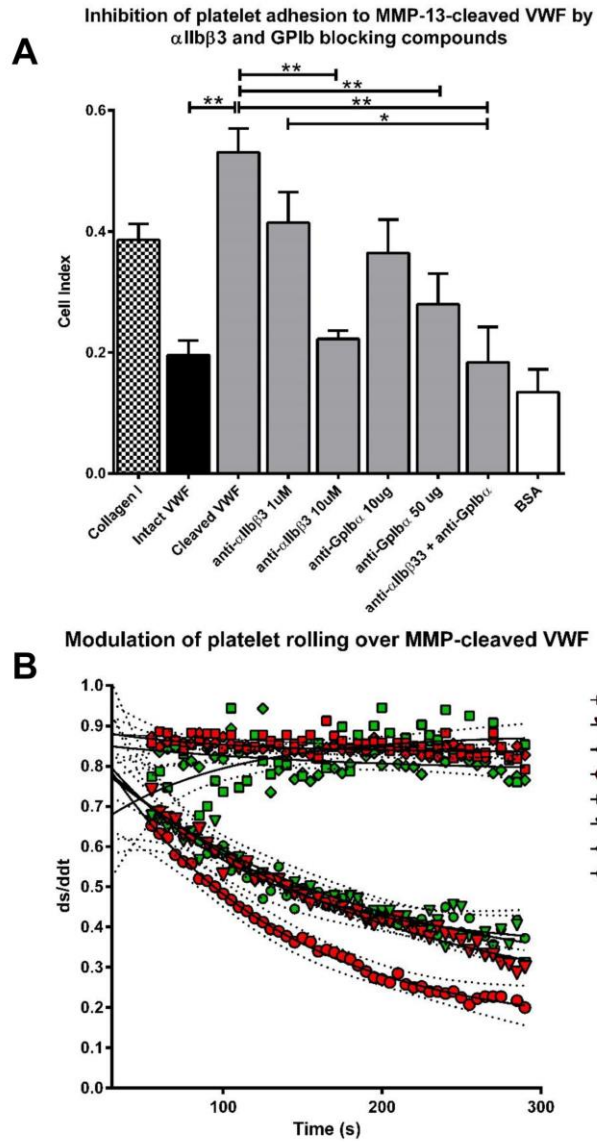 Inhibition of platelet adhesion to MMP-13-cleaved VWF by
αIIbβ3 and GPIb blocking compounds
A
**
**
**
**
*
0.6
0.4
0.2
0.0
Cell Index
Collagen I
Intact VWF
Cleaved VWF
anti-αIIbβ3 1uM
anti-αIIbβ3 10uM
anti-GpIbα 10ug
anti-GpIbα 50 ug
anti-αIIbβ33 + anti-GpIbα
BSA
Modulation of platelet rolling over MMP-cleaved VWF
B
1.0
0.9
0.8
0.7
0.6
0.5
0.4
0.3
0.2
0.1
0.0
ds/ddt
100
200
300
Time (s)